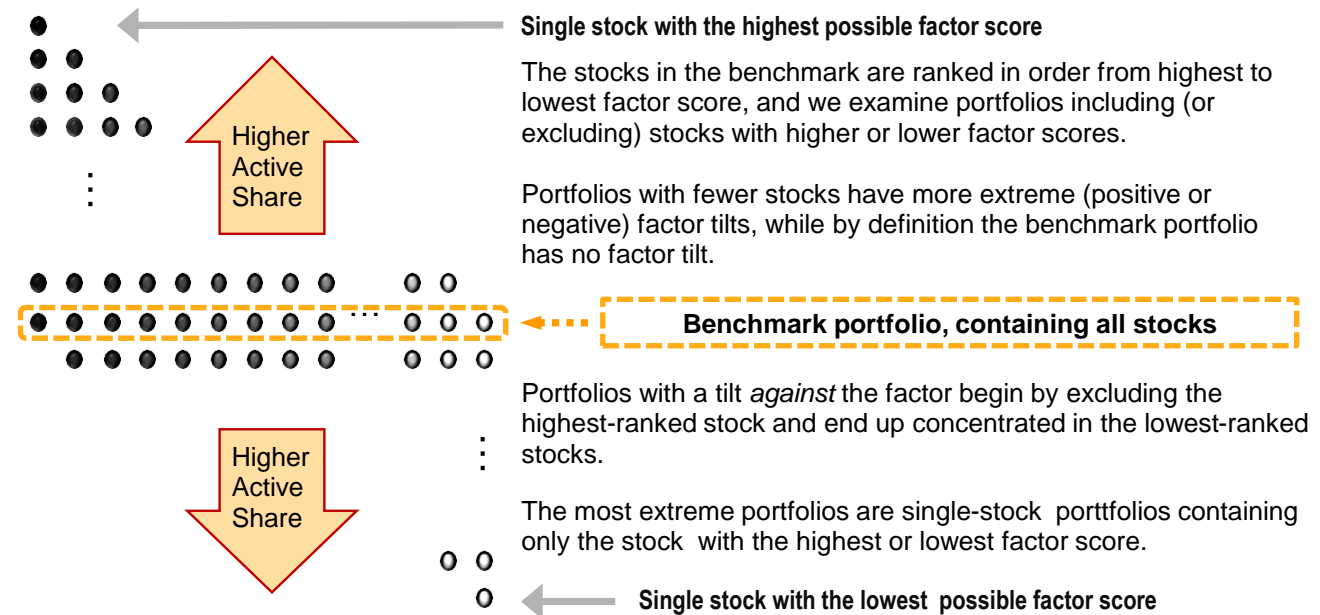 Single stock with the highest possible factor score
The stocks in the benchmark are ranked in order from highest to
lowest factor score, and we examine portfolios including (or
excluding) stocks with higher or lower factor scores.
Higher
Active
Share
Portfolios with fewer stocks have more extreme (positive or
negative) factor tilts, while by definition the benchmark portfolio
has no factor tilt.
Benchmark portfolio, containing all stocks
Portfolios with a tilt against the factor begin by excluding the
highest-ranked stock and end up concentrated in the lowest-ranked
stocks.
Higher
Active
Share
The most extreme portfolios are single-stock porttfolios containing
only the stock with the highest or lowest factor score.
Single stock with the lowest possible factor score